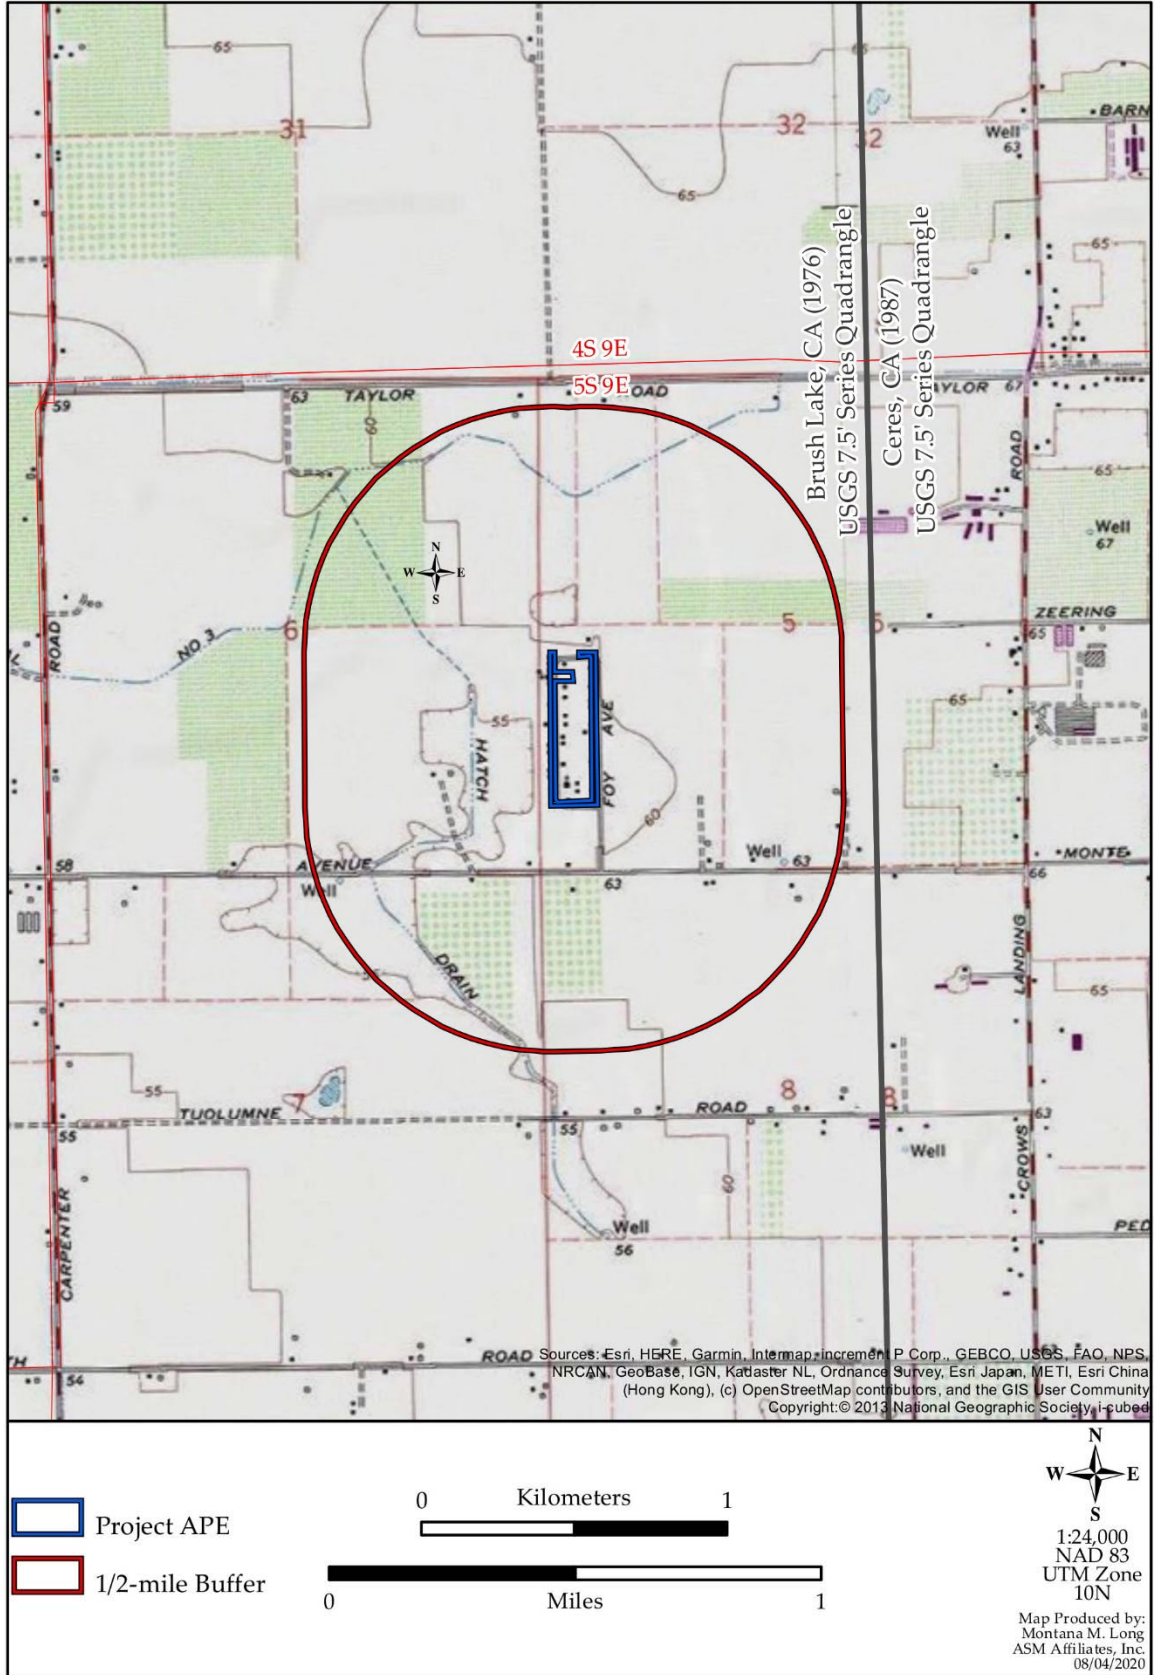 65
65
31
32
32
BARN
Well
63
65
65
Brush Lake, CA (1976)
USGS 7.5' Series Quadrangle
Ceres, CA (1987)
USGS 7.5' Series Quadrangle
4S 9E
5S 9E
59
63
TAYLOR
ROAD
AYLOR
67
60
ROAD
65
Well
67
N
W E
S
ZEERING
65
6
5
5
NO 3
ROAD
55
65
HATCH
FOY AVE
60
58
AVENUE
Well
63
MONTE
66
Well
63
DRAIN
55
LANDING
65
7
55
TUOLUMNE
ROAD
8
8
63
55
55
Well
60
CROWS
CARPENTER
Well
56
PED
TH
ROAD
54
Sources: Esri, HERE, Garmin, Intermap, increment P Corp., GEBCO, USGS, FAO, NPS,
NRCAN, GeoBase, IGN, Kadaster NL, Ordnance Survey, Esri Japan, METI, Esri China
(Hong Kong), (c) OpenStreetMap contributors, and the GIS User Community
Copyright:© 2013 National Geographic Society, i-cubed
Project APE
1/2-mile Buffer
0 Kilometers 1
0 Miles 1
N
W E
S
1:24,000
NAD 83
UTM Zone
10N
Map Produced by:
Montana M. Long
ASM Affiliates, Inc.
08/04/2020